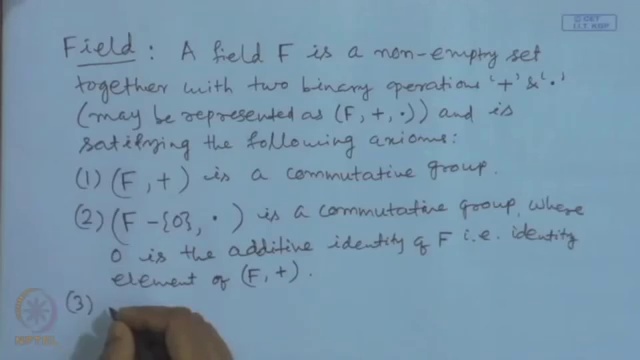 © CET
I.I.T. KGP
Field : A field F is a non-empty set
together with two binary operations '+' & '.'
(may be represented as (F, +, ·)) and is
satisfying the following axioms:
(1) (F, +) is a commutative group.
(2) (F - {0}, ·) is a commutative group, where
0 is the additive identity of F i.e. identity
element of (F, +).
(3)